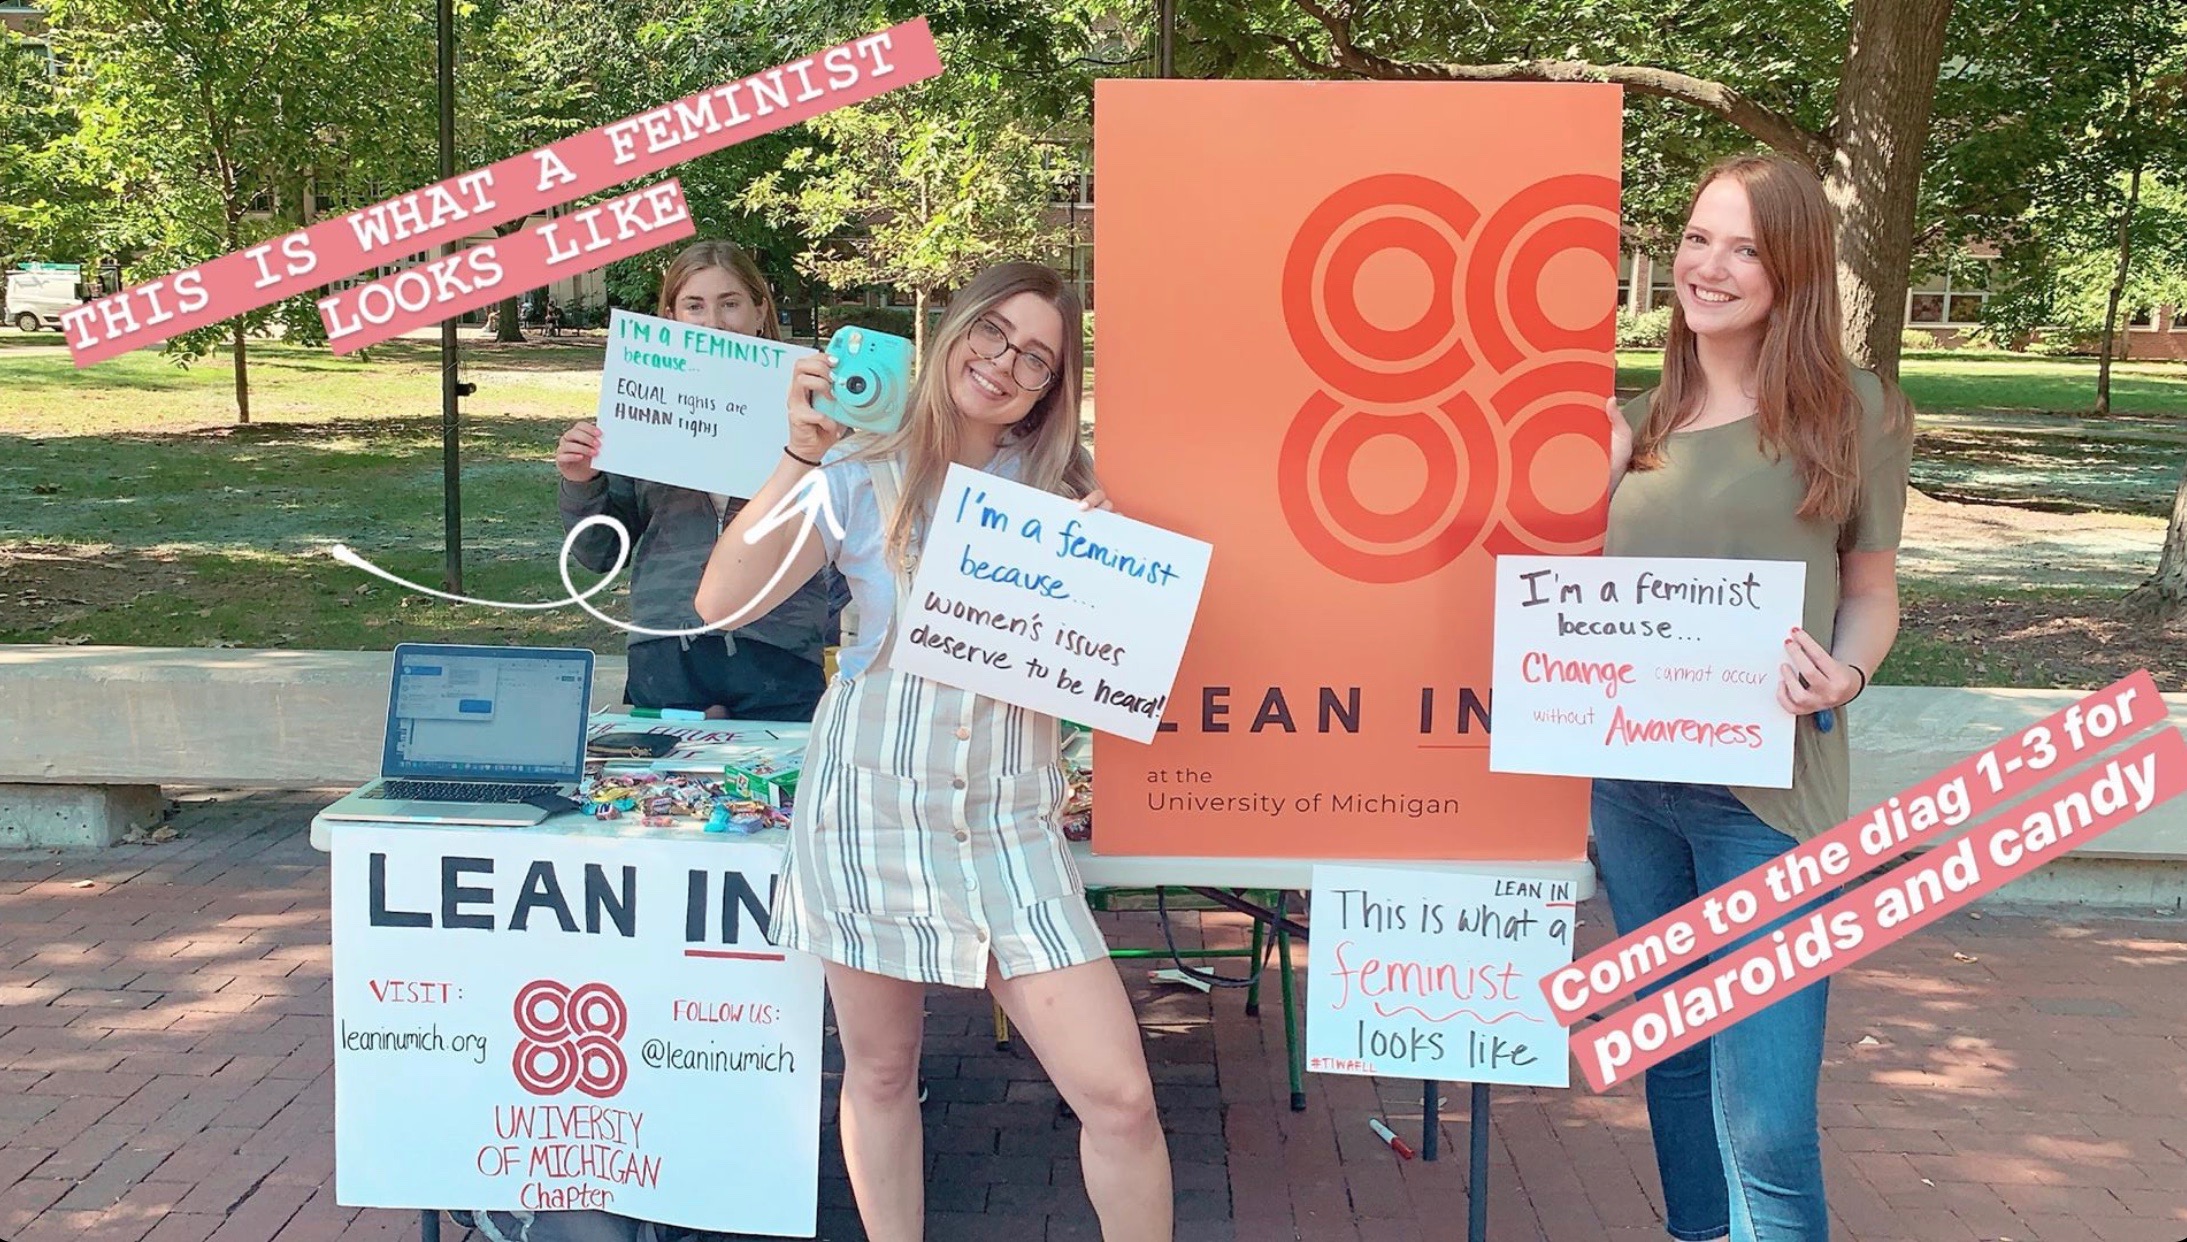 THIS IS WHAT A FEMINIST
LOOKS LIKE
I'M A FEMINIST
because...
EQUAL rights are
HUMAN rights
I'm a feminist
because...
women's issues
deserve to be heard!
LEAN IN
at the
University of Michigan
I'm a feminist
because...
Change cannot occur
without Awareness
Come to the diag 1-3 for
polaroids and candy
LEAN IN
This is what a
feminist
looks like
#TIWAFLL
LEAN IN
VISIT:
leaninumich.org
FOLLOW US:
@leaninumich
UNIVERSITY
OF MICHIGAN
Chapter
FUTURE